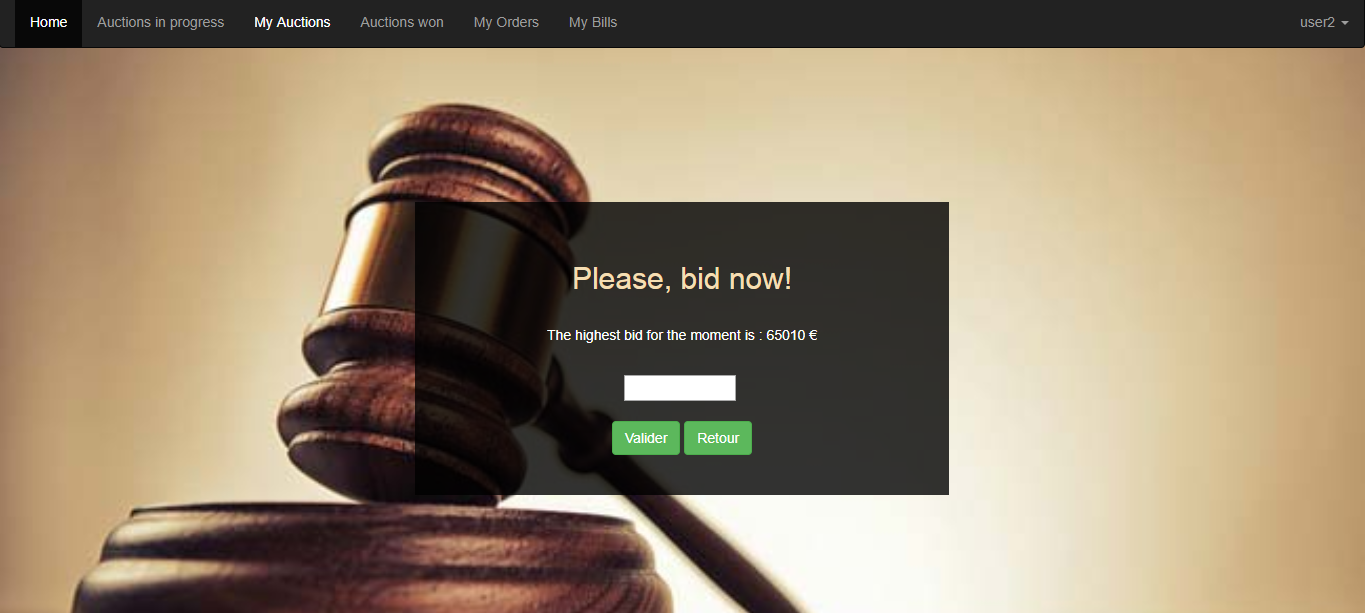 Home Auctions in progress My Auctions Auctions won My Orders My Bills user2
Please, bid now!
The highest bid for the moment is : 65010 €
Valider Retour